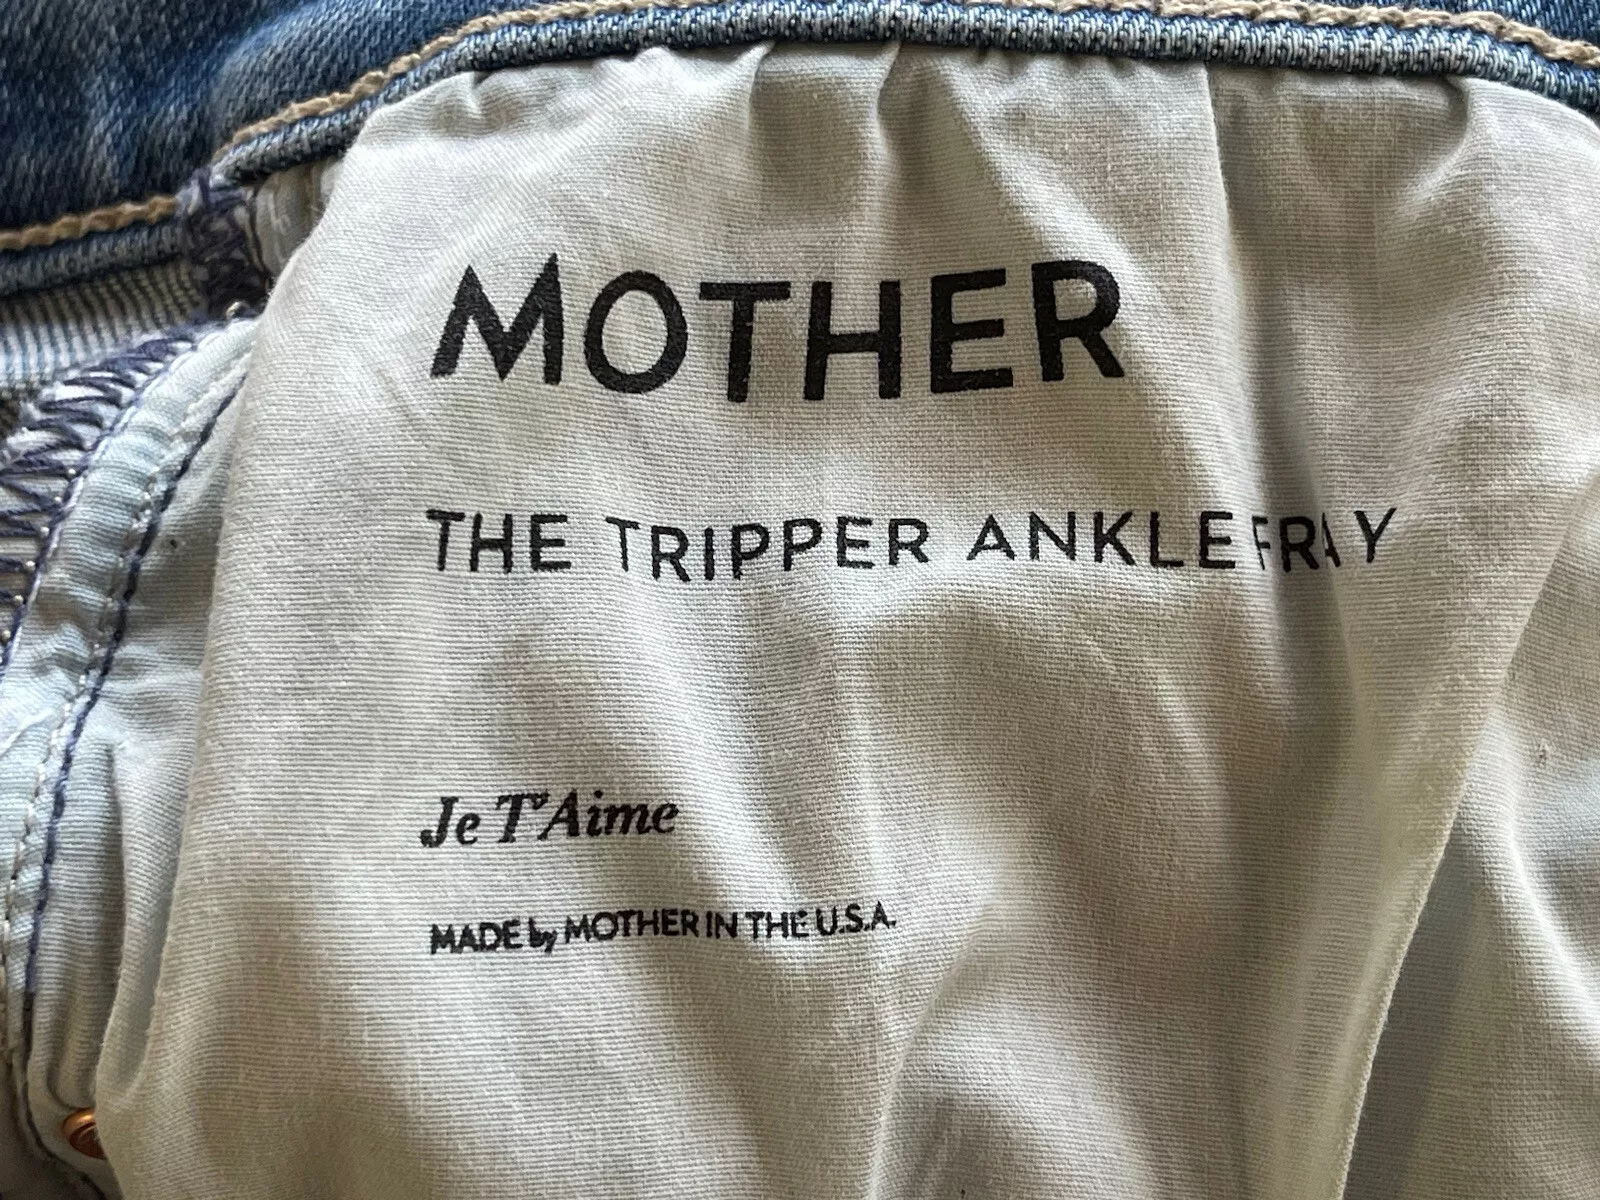 MOTHER
THE TRIPPER ANKLE FRAY
Je T'Aime
MADE by MOTHER IN THE U.S.A.